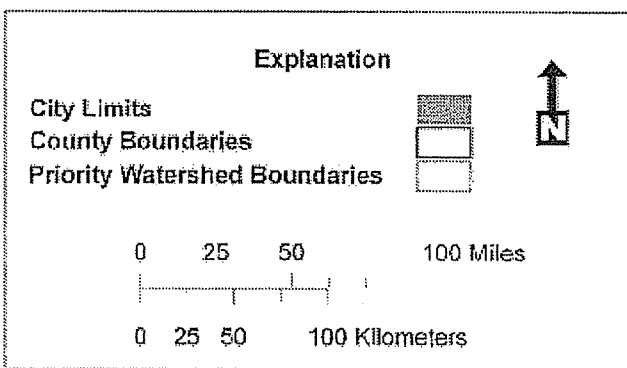 Explanation
City Limits
County Boundaries
Priority Watershed Boundaries
N
0 25 50 100 Miles
0 25 50 100 Kilometers